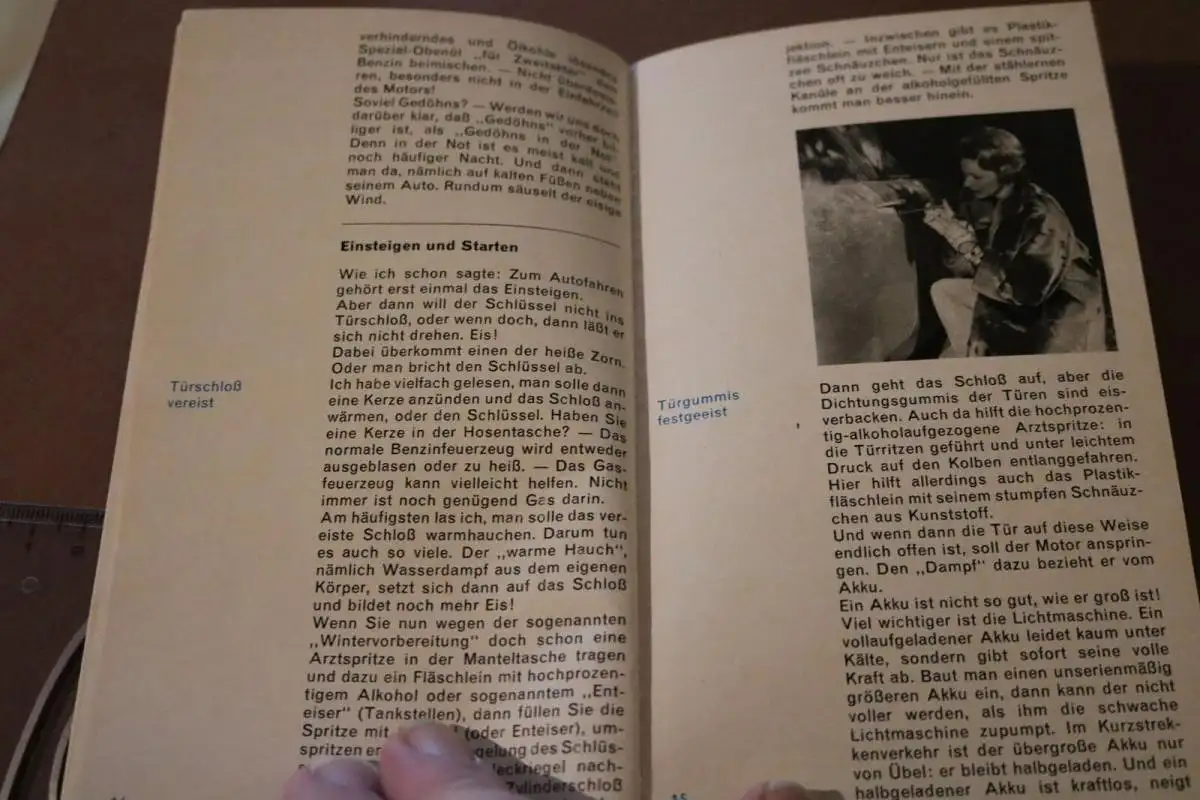 verhinderndes und Ölkohle
Spezial-Obenöl „für Zweitakter" dem
Benzin beimischen. — Nicht
ren, besonders nicht in der Einfahrzeit
des Motors!
Soviel Gedöhns? — Werden wir uns doch
darüber klar, daß „Gedöhns" vorher bil-
liger ist, als „Gedöhns in der Not"
Denn in der Not ist es meist kalt und
noch häufiger Nacht. Und dann steht
man da, nämlich auf kalten Füßen neben
seinem Auto. Rundum säuselt der eisige
Wind.
Einsteigen und Starten
Wie ich schon sagte: Zum Autofahren
gehört erst einmal das Einsteigen.
Aber dann will der Schlüssel nicht ins
Türschloß, oder wenn doch, dann läßt er
sich nicht drehen. Eis!
Dabei überkommt einen der heiße Zorn.
Oder man bricht den Schlüssel ab.
Türschloß
vereist
Ich habe vielfach gelesen, man solle dann
eine Kerze anzünden und das Schloß an-
wärmen, oder den Schlüssel. Haben Sie
eine Kerze in der Hosentasche? — Das
normale Benzinfeuerzeug wird entweder
ausgeblasen oder zu heiß. — Das Gas-
feuerzeug kann vielleicht helfen. Nicht
immer ist noch genügend Gas darin.
Am häufigsten las ich, man solle das ver-
eiste Schloß warmhauchen. Darum tun
es auch so viele. Der „warme Hauch",
nämlich Wasserdampf aus dem eigenen
Körper, setzt sich dann auf das Schloß
und bildet noch mehr Eis!
Wenn Sie nun wegen der sogenannten
„Wintervorbereitung" doch schon eine
Arztspritze in der Manteltasche tragen
und dazu ein Fläschlein mit hochprozen-
tigem Alkohol oder sogenanntem „Ent-
eiser" (Tankstellen), dann füllen Sie die
Spritze mit (oder Enteiser), um-
spritzen des Schlüs-
nach-
Zylinderschloß
jektion. — Inzwischen gibt es Plastik-
fläschlein mit Enteisern und einem spit-
zen Schnäuzchen. Nur ist das Schnäuz-
chen oft zu weich. — Mit der stählernen
Kanüle an der alkoholgefüllten Spritze
kommt man besser hinein.
Türgummis
festgeeist
Dann geht das Schloß auf, aber die
Dichtungsgummis der Türen sind eis-
verbacken. Auch da hilft die hochprozen-
tig-alkoholaufgezogene Arztspritze: in
die Türritzen geführt und unter leichtem
Druck auf den Kolben entlanggefahren.
Hier hilft allerdings auch das Plastik-
fläschlein mit seinem stumpfen Schnäuz-
chen aus Kunststoff.
Und wenn dann die Tür auf diese Weise
endlich offen ist, soll der Motor ansprin-
gen. Den „Dampf" dazu bezieht er vom
Akku.
Ein Akku ist nicht so gut, wie er groß ist!
Viel wichtiger ist die Lichtmaschine. Ein
vollaufgeladener Akku leidet kaum unter
Kälte, sondern gibt sofort seine volle
Kraft ab. Baut man einen unserienmäßig
größeren Akku ein, dann kann der nicht
voller werden, als ihm die schwache
Lichtmaschine zupumpt. Im Kurzstrek-
kenverkehr ist der übergroße Akku nur
von Übel: er bleibt halbgeladen. Und ein
halbgeladener Akku ist kraftlos, neigt